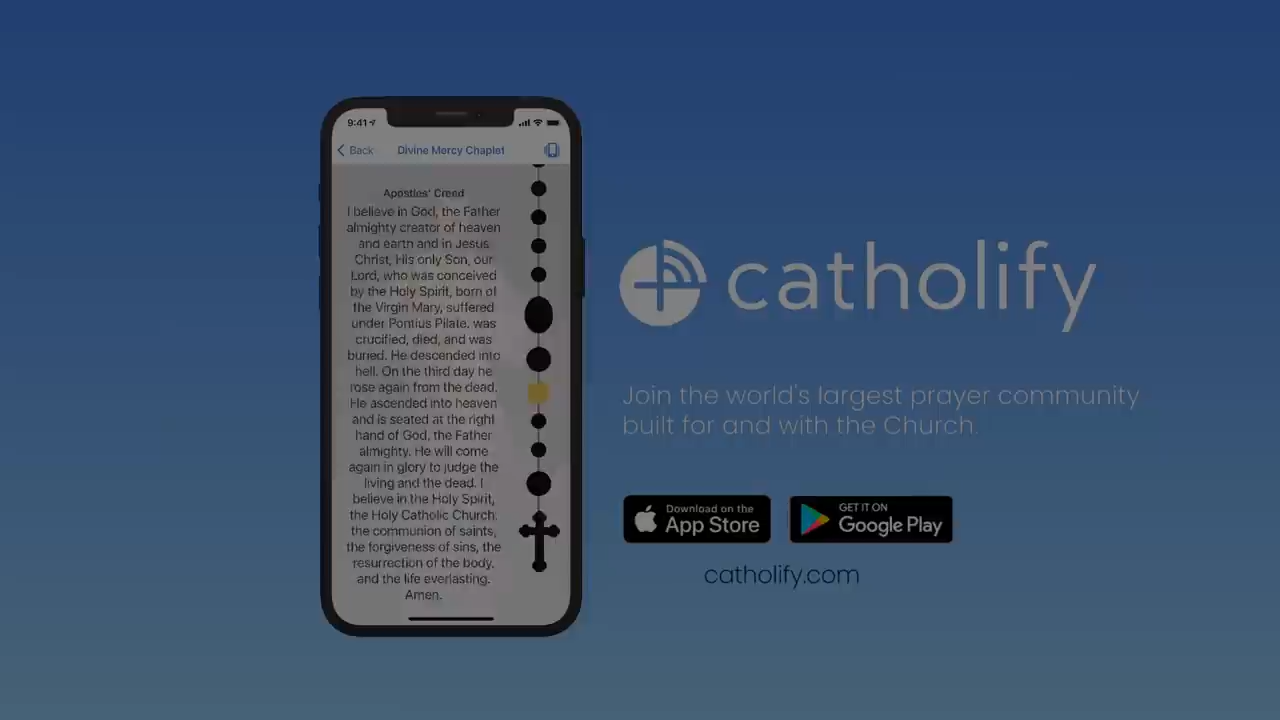 9:41
Back
Divine Mercy Chaplet
Apostles' Creed
I believe in God, the Father
almighty creator of heaven
and earth and in Jesus
Christ, His only Son, our
Lord, who was conceived
by the Holy Spirit, born of
the Virgin Mary, suffered
under Pontius Pilate, was
crucified, died, and was
buried. He descended into
hell. On the third day he
rose again from the dead.
He ascended into heaven
and is seated at the right
hand of God, the Father
almighty. He will come
again in glory to judge the
living and the dead. I
believe in the Holy Spirit,
the Holy Catholic Church,
the communion of saints,
the forgiveness of sins, the
resurrection of the body,
and the life everlasting.
Amen.
catholify
Join the world's largest prayer community
built for and with the Church.
Download on the
App Store
GET IT ON
Google Play
catholify.com